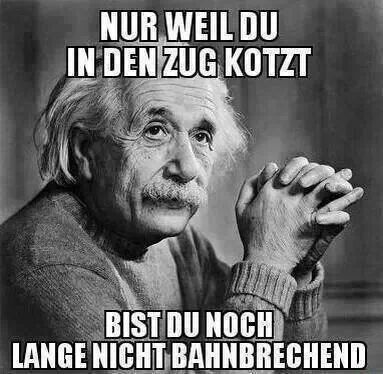 NUR WEIL DU
IN DEN ZUG KOTZT
BIST DU NOCH
LANGE NICHT BAHNBRECHEND